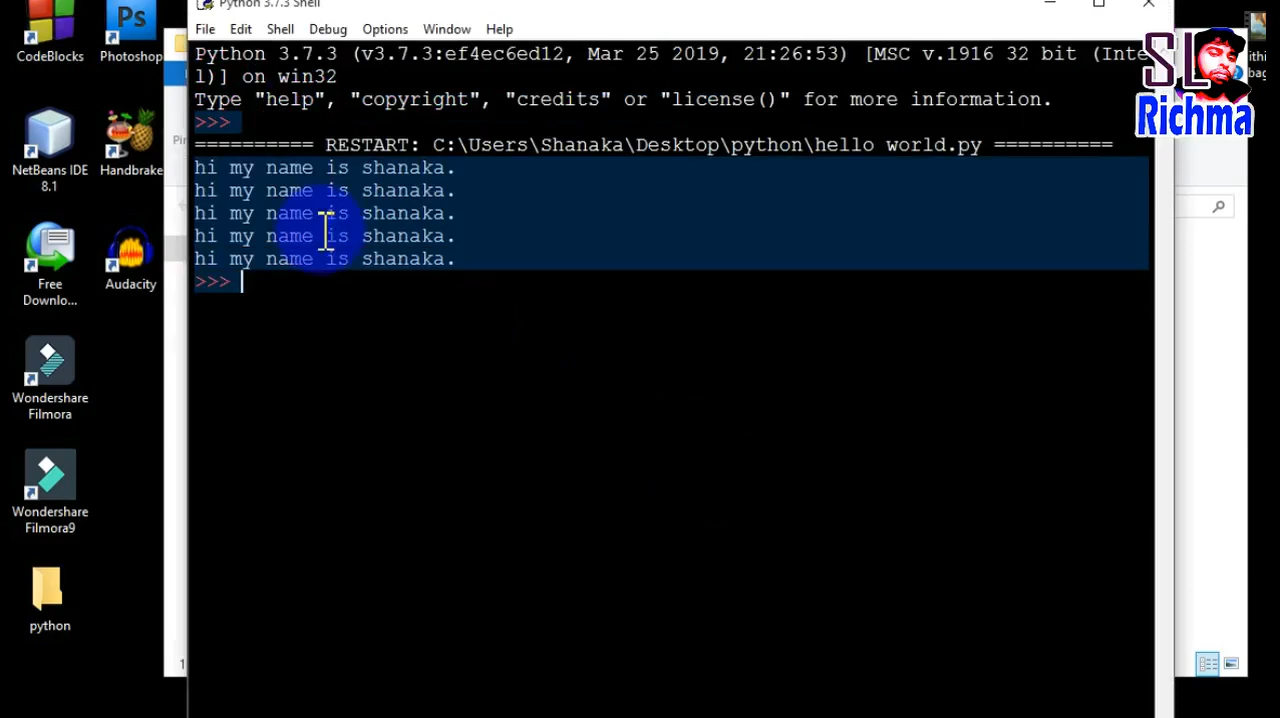 Python 3.7.3 Shell
File Edit Shell Debug Options Window Help
Python 3.7.3 (v3.7.3:ef4ec6ed12, Mar 25 2019, 21:26:53) [MSC v.1916 32 bit (Inte
l)] on win32
Type "help", "copyright", "credits" or "license()" for more information.
>>>
========== RESTART: C:\Users\Shanaka\Desktop\python\hello world.py ==========
hi my name is shanaka.
hi my name is shanaka.
hi my name is shanaka.
hi my name is shanaka.
hi my name is shanaka.
>>>
CodeBlocks
Photoshop
Ps
NetBeans IDE
8.1
Handbrake
Free
Downlo...
Audacity
Wondershare
Filmora
Wondershare
Filmora9
python
1
SL
Richma